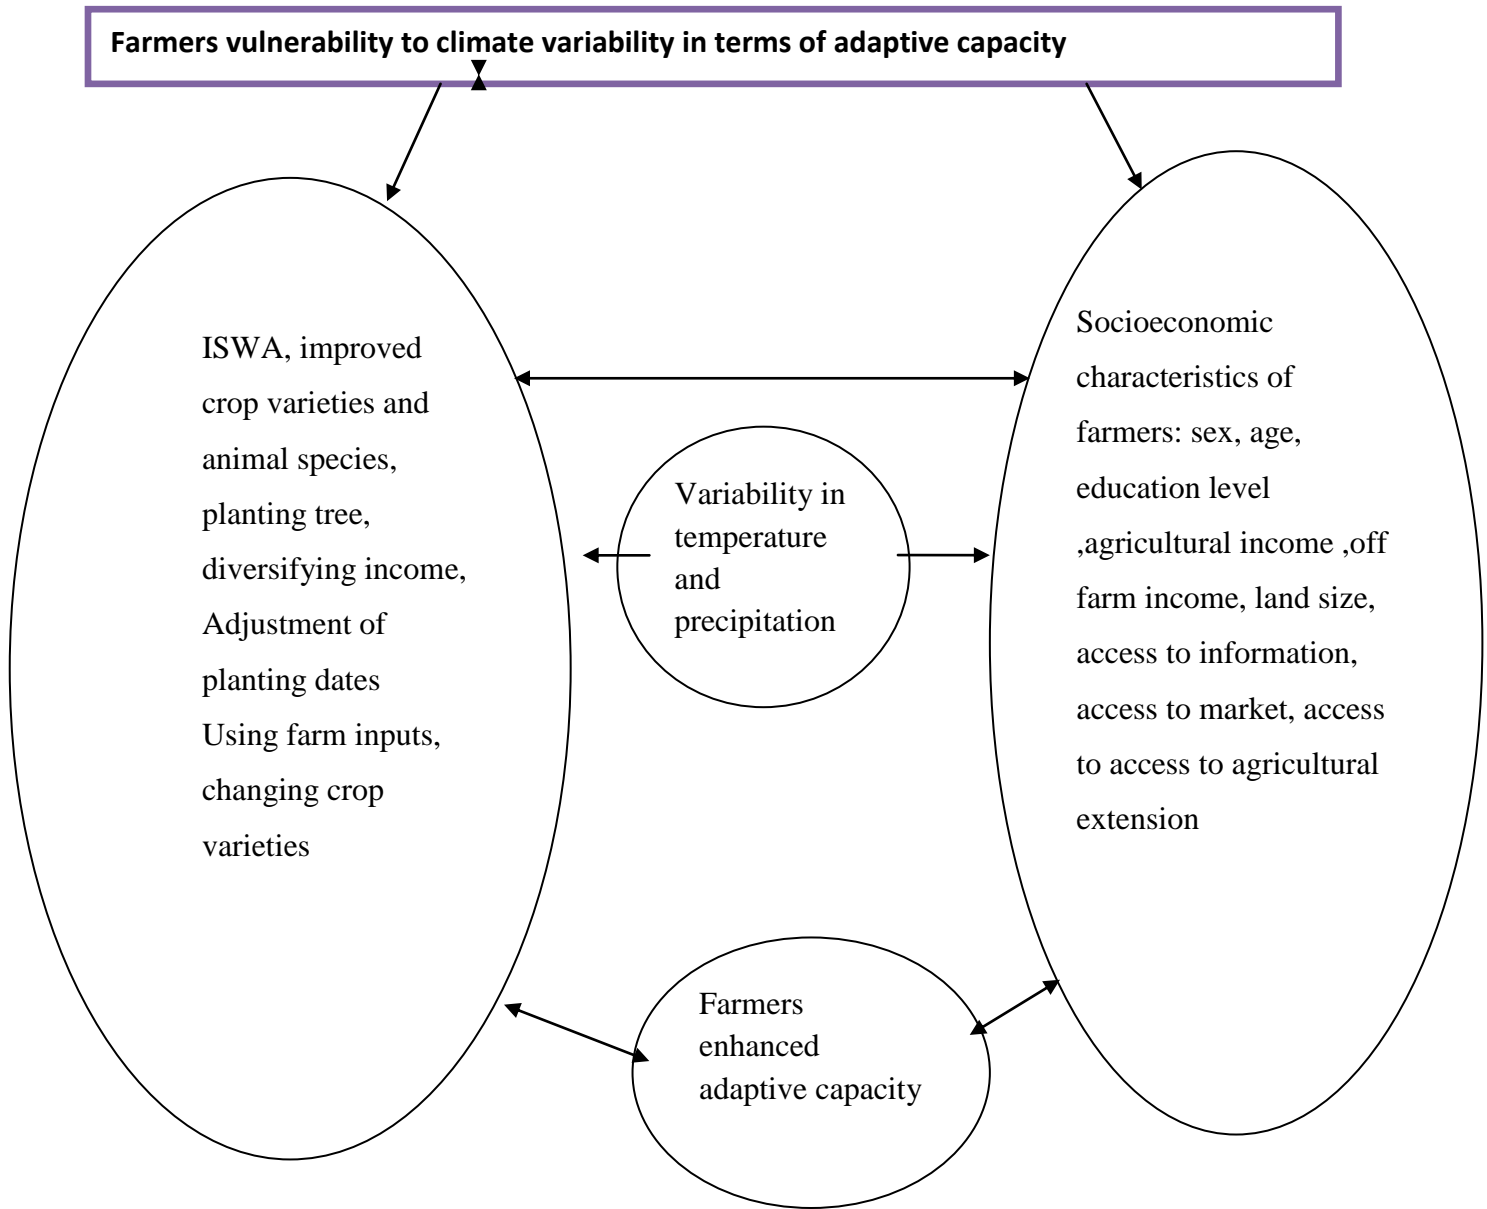 Farmers vulnerability to climate variability in terms of adaptive capacity
ISWA, improved
crop varieties and
animal species,
planting tree,
diversifying income,
Adjustment of
planting dates
Using farm inputs,
changing crop
varieties
Variability in
temperature
and
precipitation
Socioeconomic
characteristics of
farmers: sex, age,
education level
,agricultural income ,off
farm income, land size,
access to information,
access to market, access
to access to agricultural
extension
Farmers
enhanced
adaptive capacity